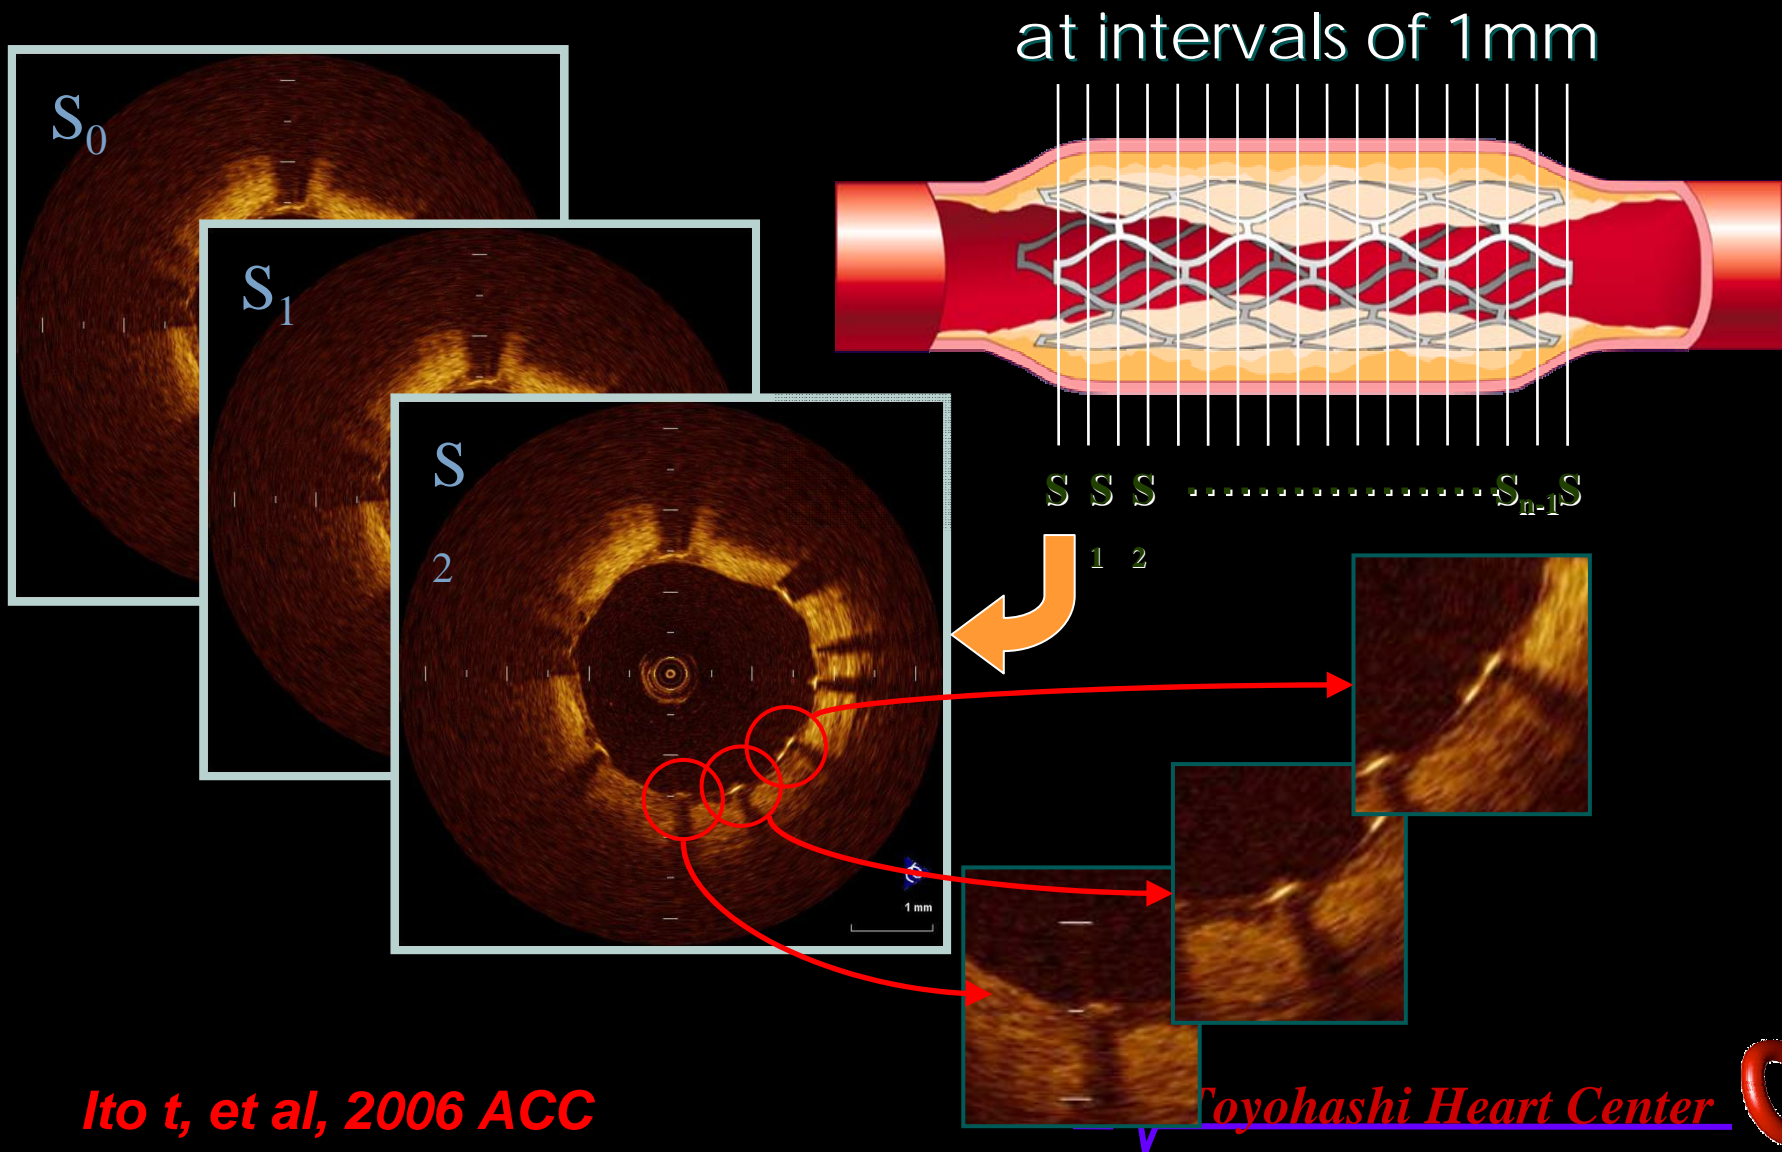 at intervals of 1mm
S0
S1
S
2
S S S ................... Sn-1 S
1 2
1 mm
Ito t, et al, 2006 ACC
Toyohashi Heart Center